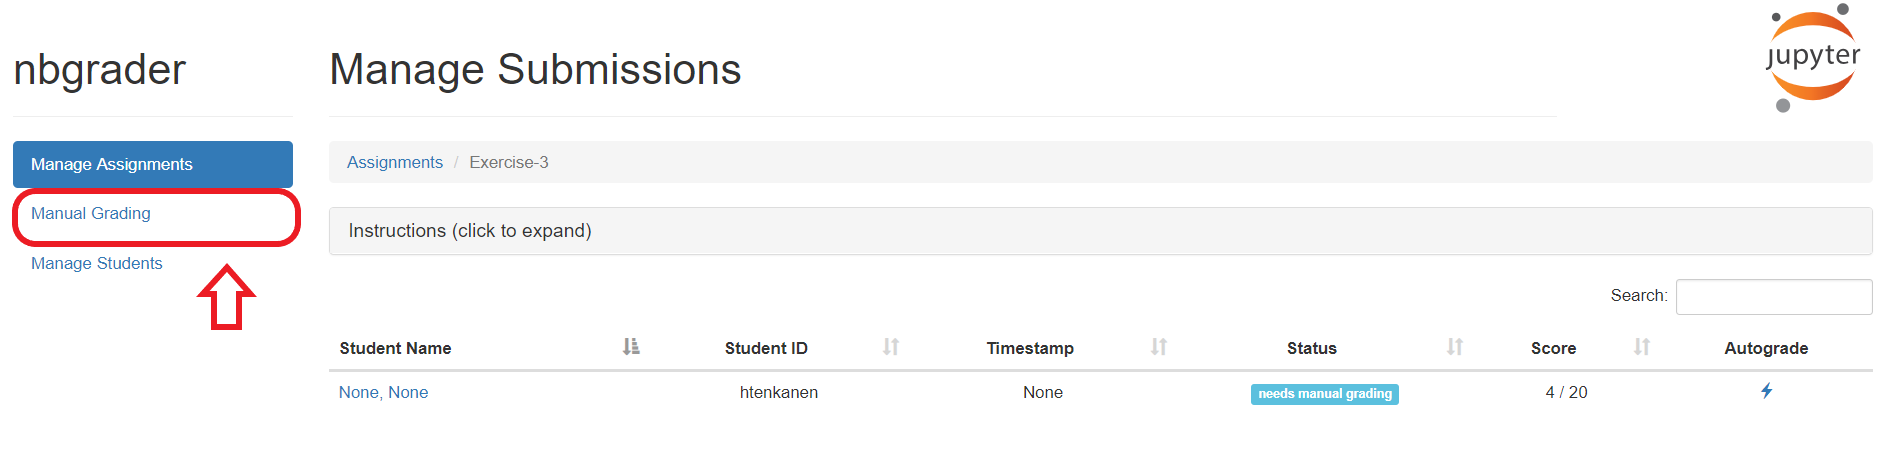 nbgrader
Manage Submissions
jupyter
Manage Assignments
Manual Grading
Manage Students
Assignments / Exercise-3
Instructions (click to expand)
Search:
Student Name Student ID Timestamp Status Score Autograde
None, None htenkanen None needs manual grading 4 / 20